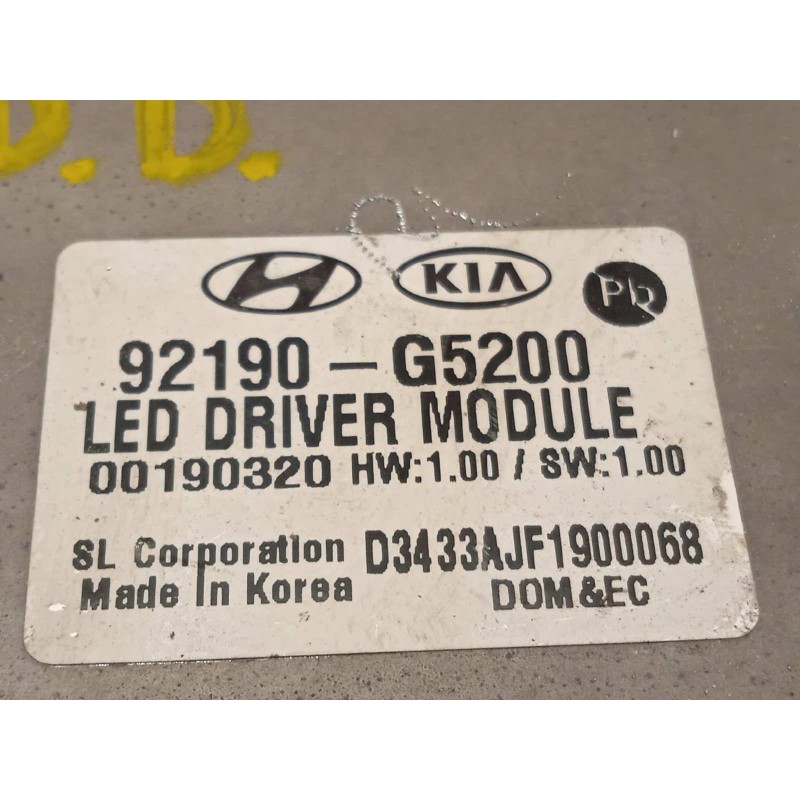 D.D.
KIA Pb
92190-G5200
LED DRIVER MODULE
00190320 HW:1.00 / SW:1.00
SL Corporation D3433AJF1900068
Made In Korea DOM&EC